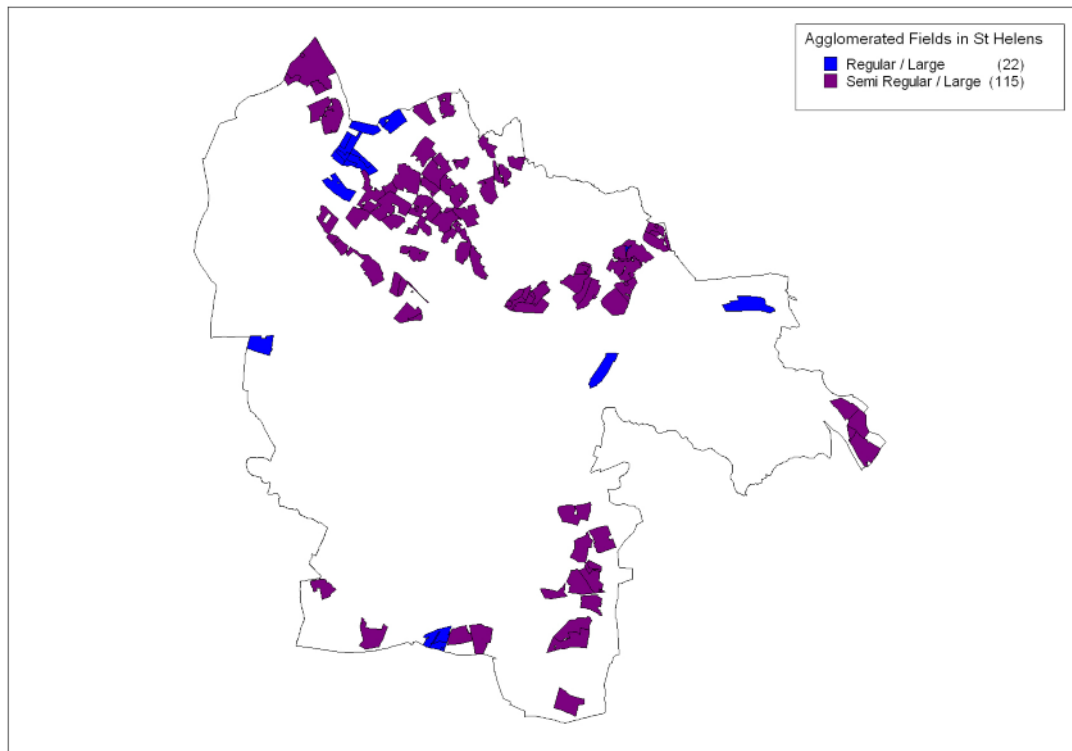 Agglomerated Fields in St Helens
Regular / Large (22)
Semi Regular / Large (115)